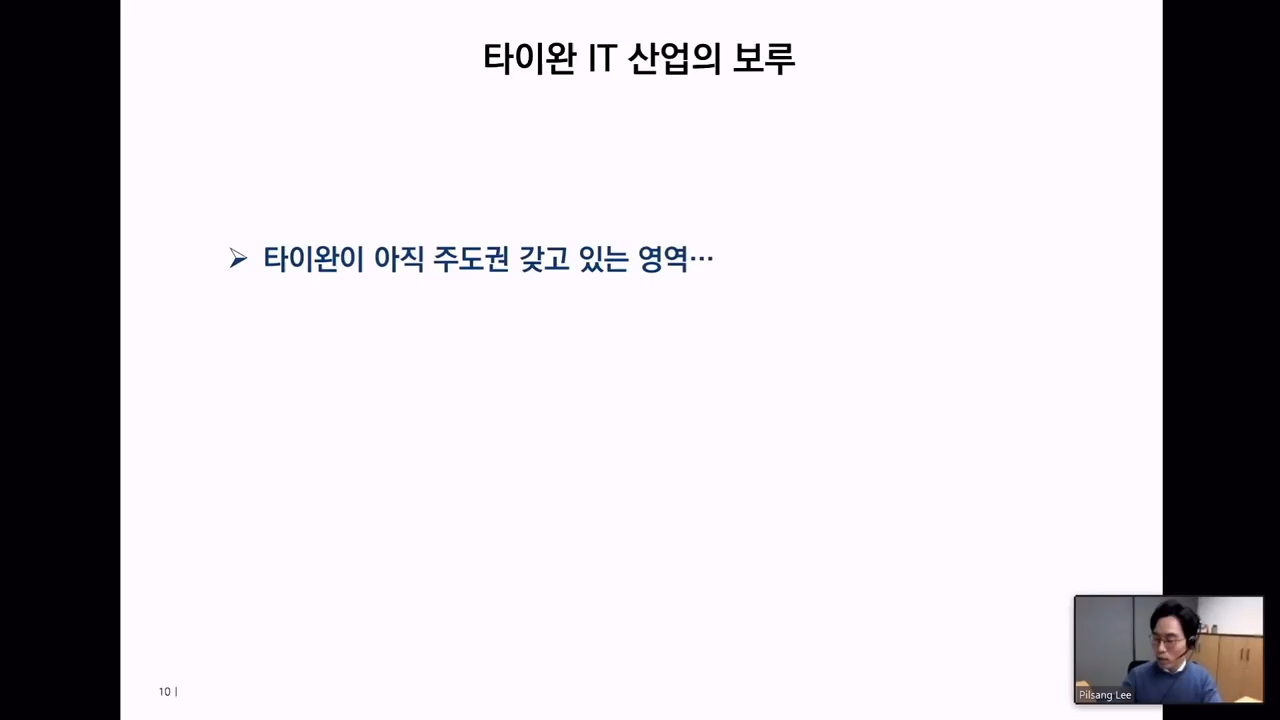 타이완 IT 산업의 보루
➢ 타이완이 아직 주도권 갖고 있는 영역…
10 |
Pilsang Lee